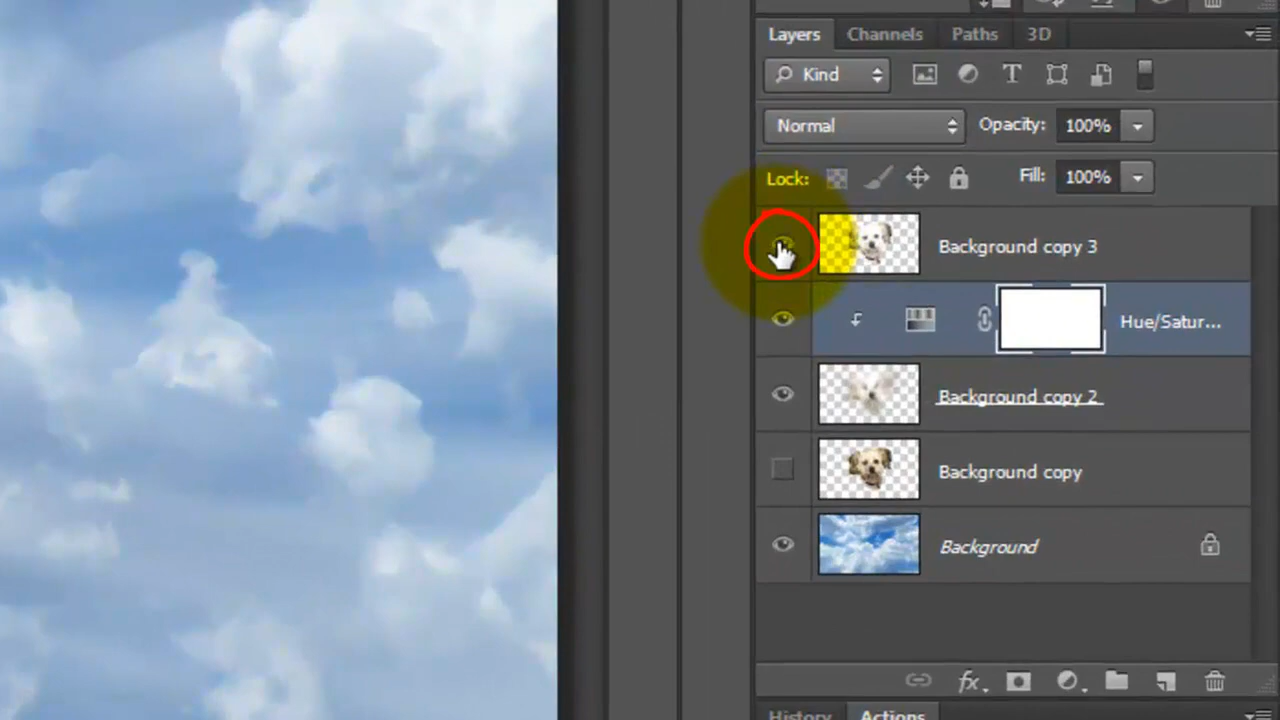 Layers Channels Paths 3D
Kind
Normal Opacity: 100%
Lock: Fill: 100%
Background copy 3
Hue/Satur...
Background copy 2
Background copy
Background
fx
History Actions